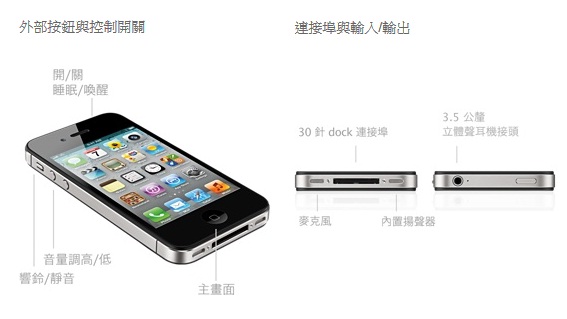 外部按鈕與控制開關
連接埠與輸入/輸出
開/關
睡眠/喚醒
音量調高/低
響鈴/靜音
主畫面
30 針 dock 連接埠
3.5 公釐
立體聲耳機接頭
麥克風
內置揚聲器